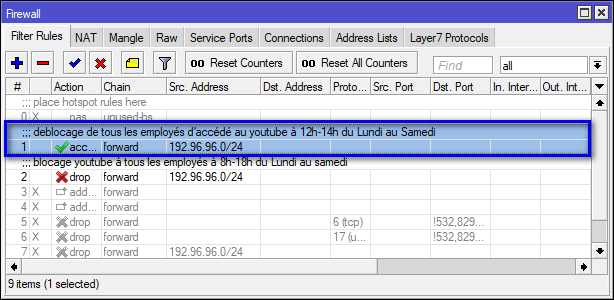 Firewall
Filter Rules NAT Mangle Raw Service Ports Connections Address Lists Layer7 Protocols
00 Reset Counters 00 Reset All Counters Find all
# Action Chain Src. Address Dst. Address Proto... Src. Port Dst. Port In. Inter... Out. Int...
;;; place hotspot rules here
0 X pas... unused-hs...
;;; deblocage de tous les employés d'accédé au youtube à 12h-14h du Lundi au Samedi
1 acc... forward 192.96.96.0/24
;;; blocage youtube à tous les employés à 8h-18h du Lundi au samedi
2 drop forward 192.96.96.0/24
3 X add... forward
4 X add... forward
5 X drop forward 6 (tcp) !532,829...
6 X drop forward 17 (u... !532,829...
7 X drop forward 192.96.96.0/24
9 items (1 selected)